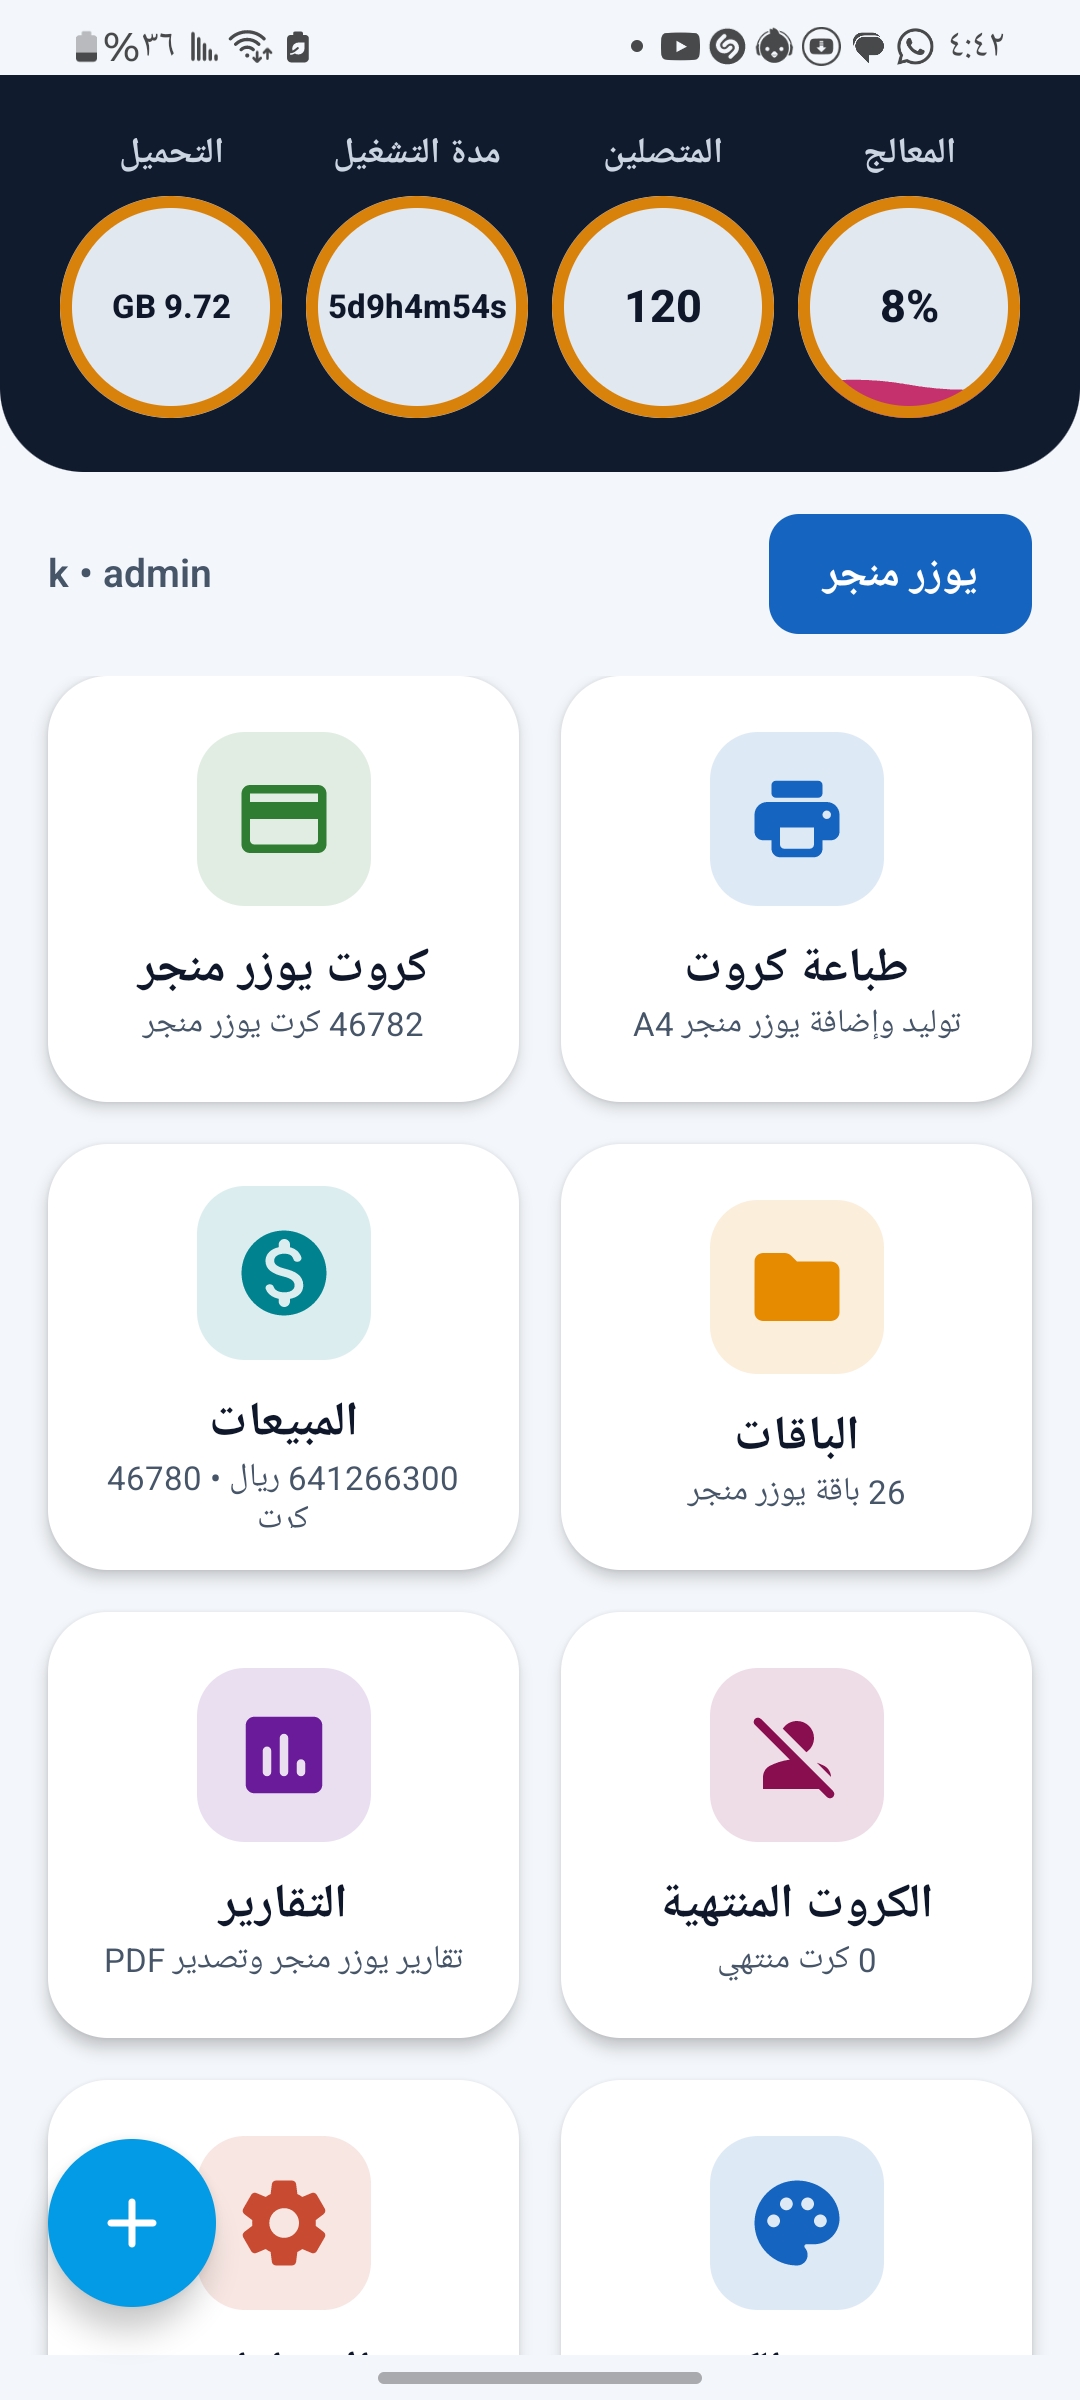 ٤:٤٢
%٣٦
المعالج
المتصلين
مدة التشغيل
التحميل
8%
120
5d9h4m54s
GB 9.72
يوزر منجر
k • admin
طباعة كروت
توليد وإضافة يوزر منجر A4
كروت يوزر منجر
46782 كرت يوزر منجر
الباقات
26 باقة يوزر منجر
المبيعات
641266300 ريال • 46780
كرت
الكروت المنتهية
0 كرت منتهي
التقارير
تقارير يوزر منجر وتصدير PDF